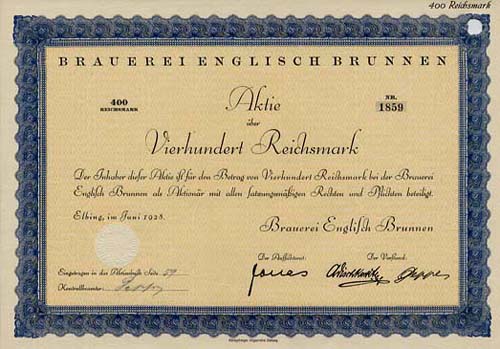 400 Reichsmark
BRAUEREI ENGLISCH BRUNNEN
400
REICHSMARK
Aktie
NR.
1859
über
Vierhundert Reichsmark
Der Inhaber dieser Aktie ist für den Betrag von Vierhundert Reichsmark bei der Brauerei
Englisch Brunnen als Aktionär mit allen satzungsmäßigen Rechten und Pflichten beteiligt.
Elbing, im Juni 1928.
Brauerei Englisch Brunnen
Der Aufsichtsrat: Der Vorstand:
Eingetragen in das Aktienbuch Seite 59
Kontrollbeamter: